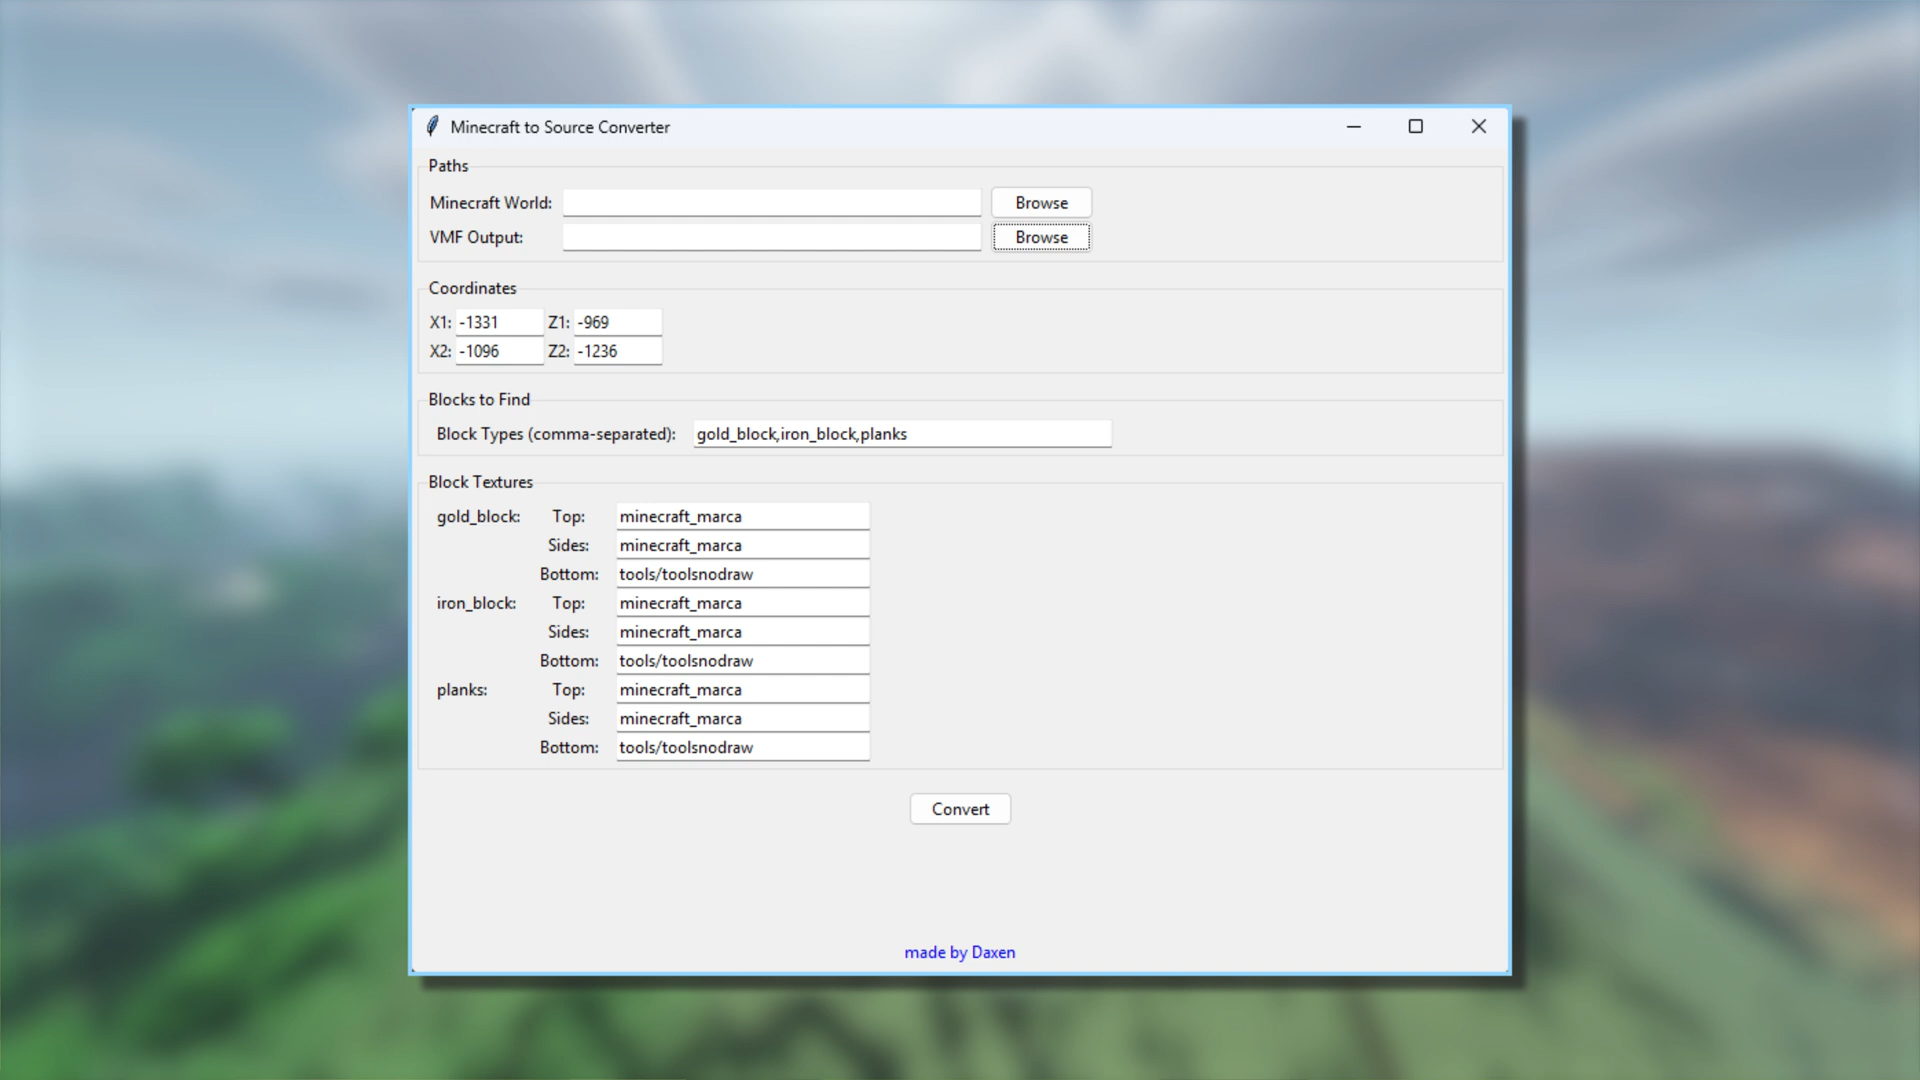 Minecraft to Source Converter
Paths
Minecraft World: Browse
VMF Output: Browse
Coordinates
X1: -1331 Z1: -969
X2: -1096 Z2: -1236
Blocks to Find
Block Types (comma-separated): gold_block,iron_block,planks
Block Textures
gold_block: Top: minecraft_marca
Sides: minecraft_marca
Bottom: tools/toolsnodraw
iron_block: Top: minecraft_marca
Sides: minecraft_marca
Bottom: tools/toolsnodraw
planks: Top: minecraft_marca
Sides: minecraft_marca
Bottom: tools/toolsnodraw
Convert
made by Daxen